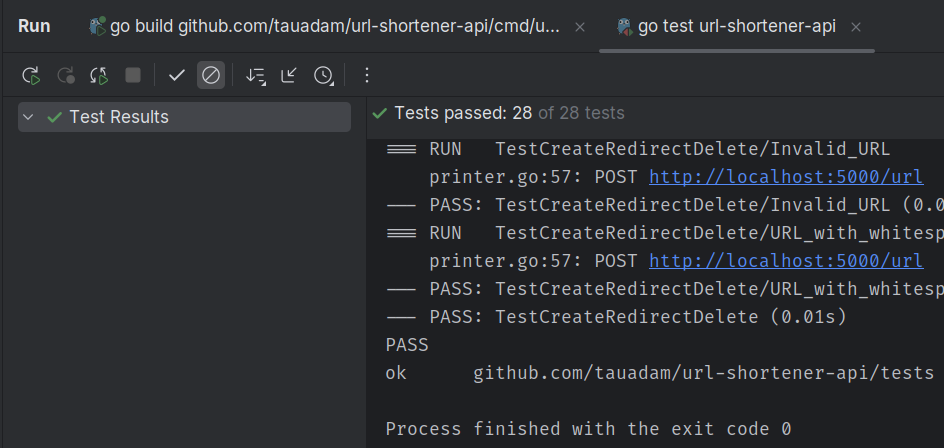 Run go build github.com/tauadam/url-shortener-api/cmd/u... go test url-shortener-api
Test Results
Tests passed: 28 of 28 tests
=== RUN TestCreateRedirectDelete/Invalid_URL
printer.go:57: POST http://localhost:5000/url
--- PASS: TestCreateRedirectDelete/Invalid_URL (0.0
=== RUN TestCreateRedirectDelete/URL_with_whitesp
printer.go:57: POST http://localhost:5000/url
--- PASS: TestCreateRedirectDelete/URL_with_whitesp
--- PASS: TestCreateRedirectDelete (0.01s)
PASS
ok github.com/tauadam/url-shortener-api/tests
Process finished with the exit code 0